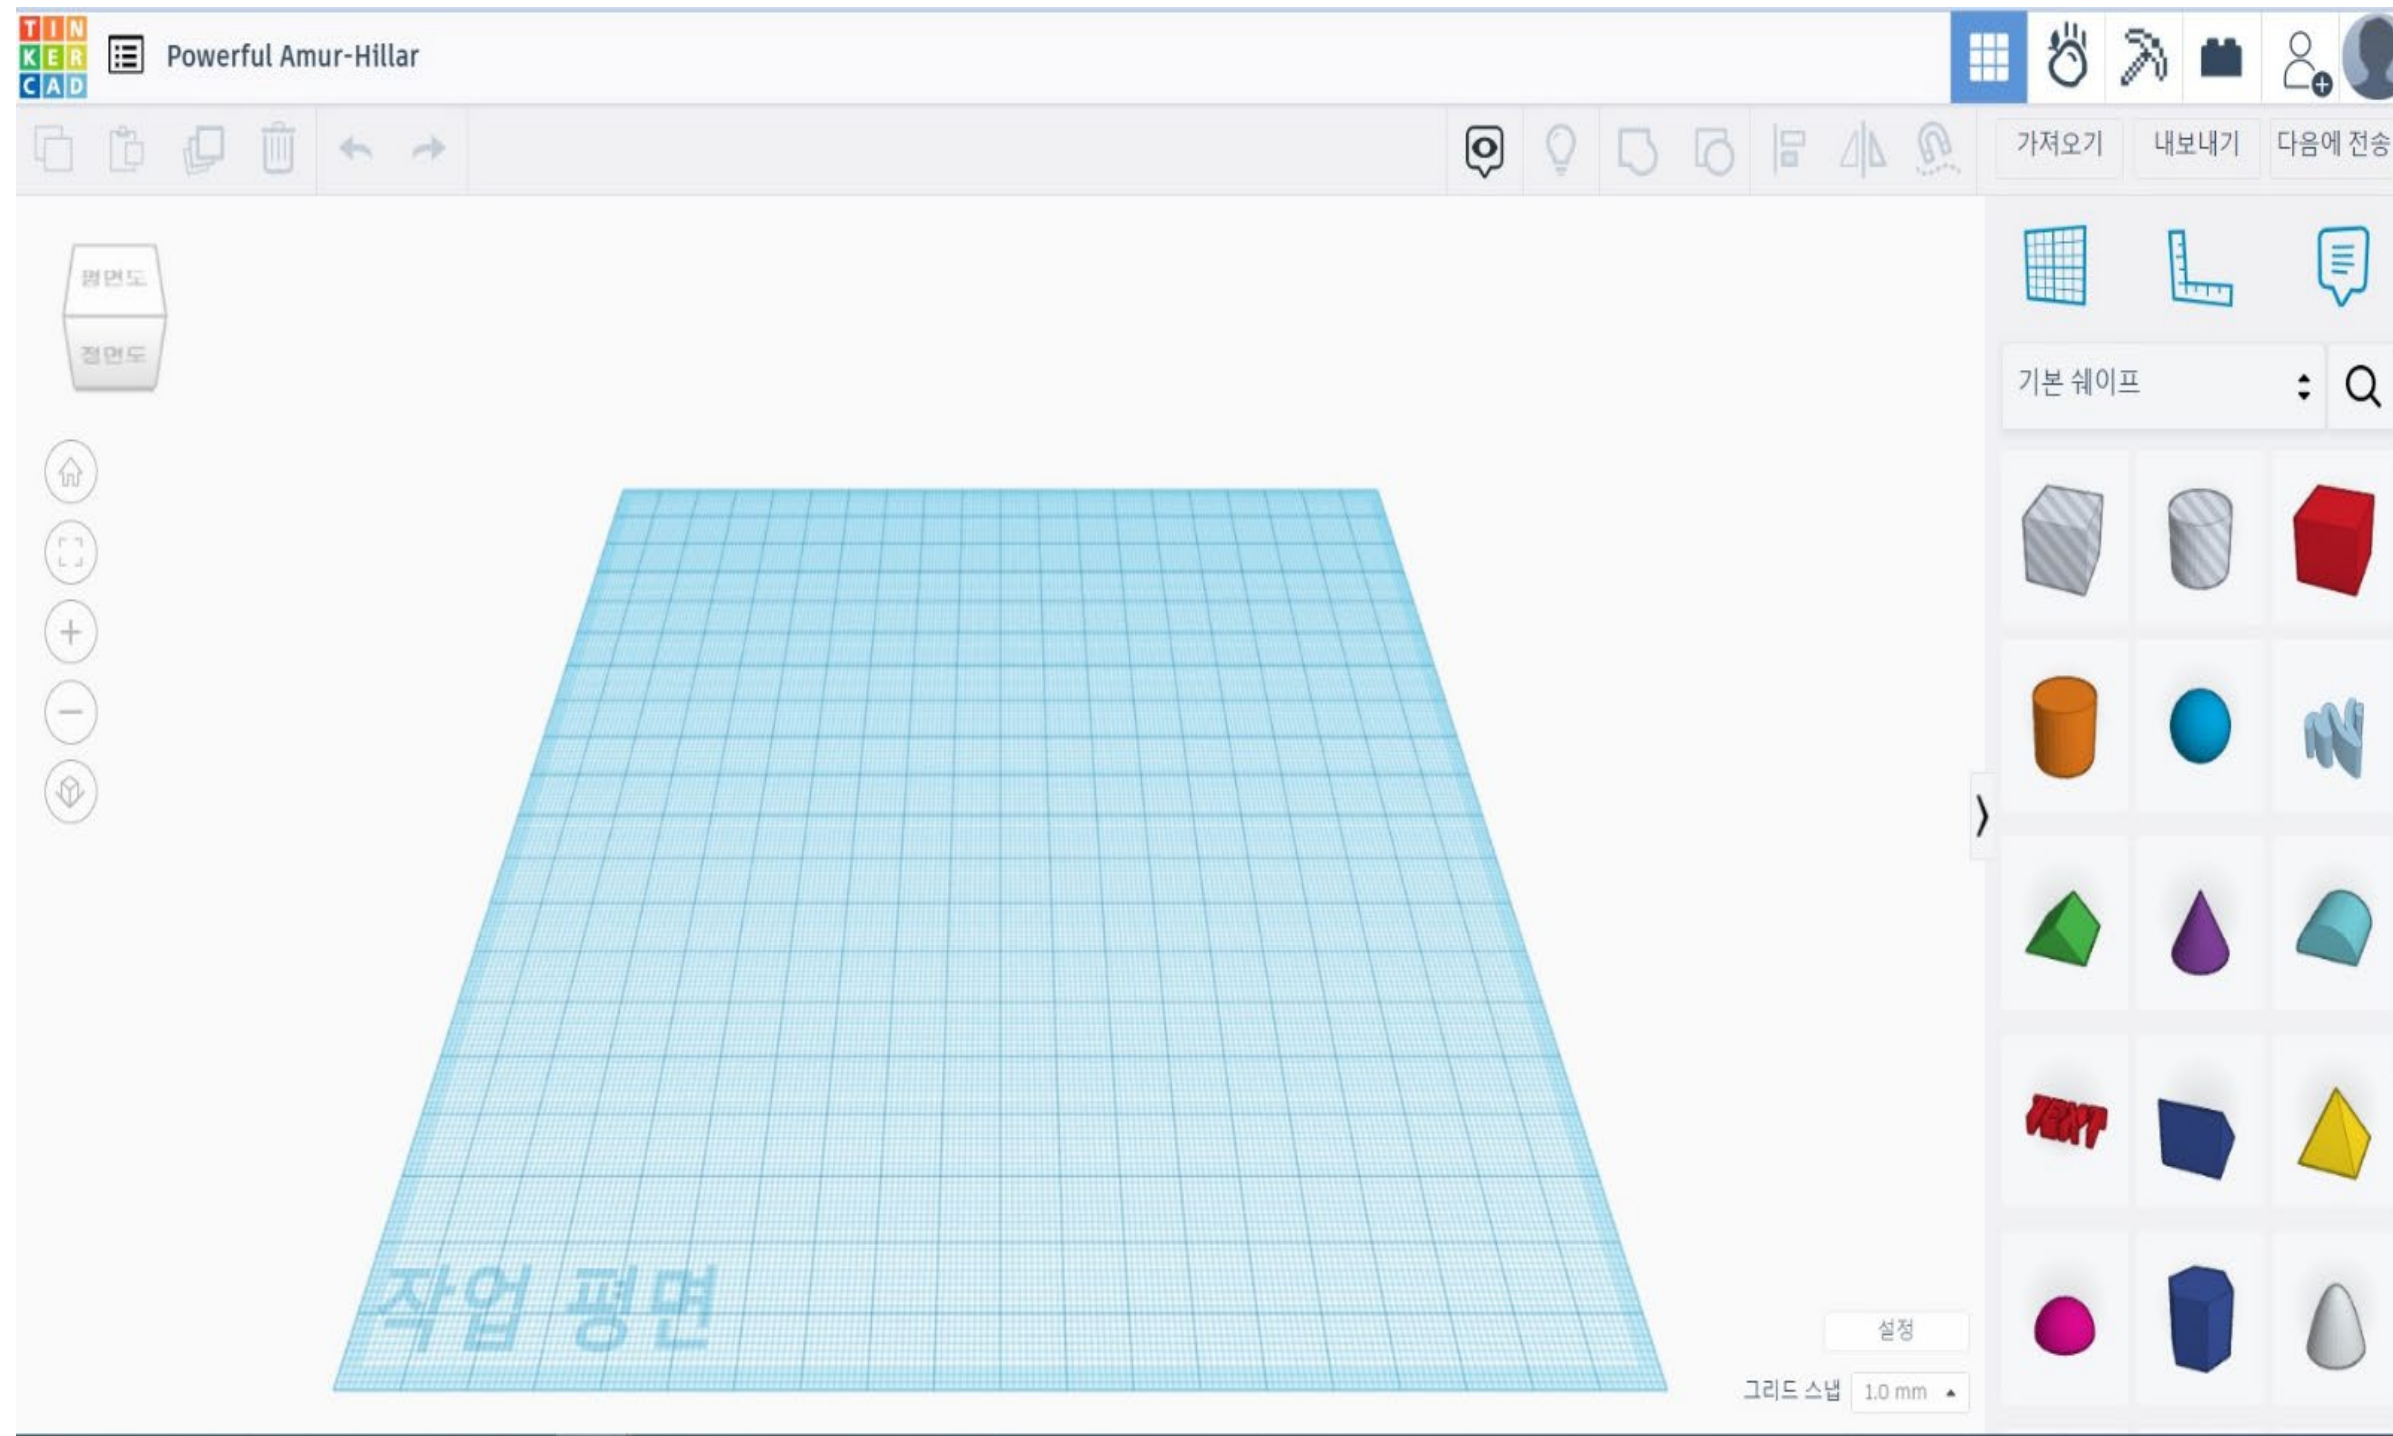 TIN
KER
CAD
Powerful Amur-Hillar
가져오기
내보내기
다음에 전송
평면도
정면도
기본 쉐이프
TEXT
작업 평면
설정
그리드 스냅 1.0 mm